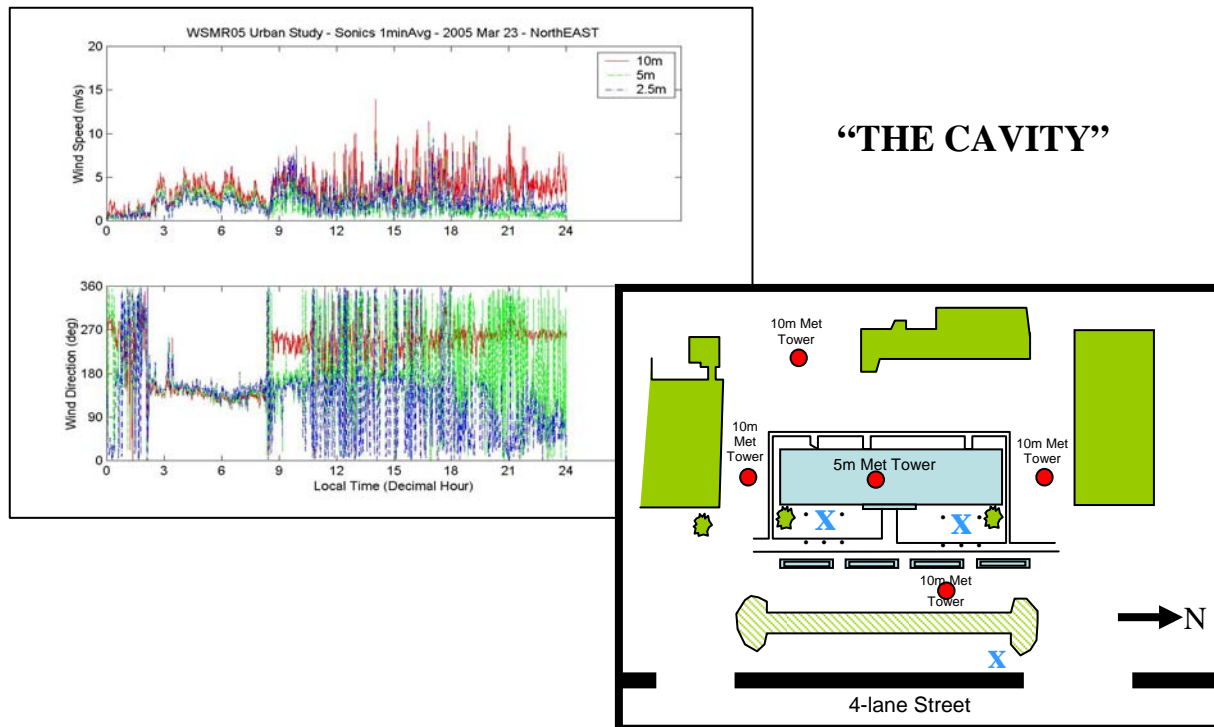 WSMR05 Urban Study - Sonics 1minAvg - 2005 Mar 23 - NorthEAST
20
15
10
5
0
Wind Speed (m/s)
10m
5m
2.5m
0
3
6
9
12
15
18
21
24
360
270
180
90
0
Wind Direction (deg)
0
3
6
9
12
15
18
21
24
Local Time (Decimal Hour)
“THE CAVITY”
10m Met
Tower
10m
Met
Tower
5m Met Tower
10m Met
Tower
X
X
10m Met
Tower
N
X
4-lane Street